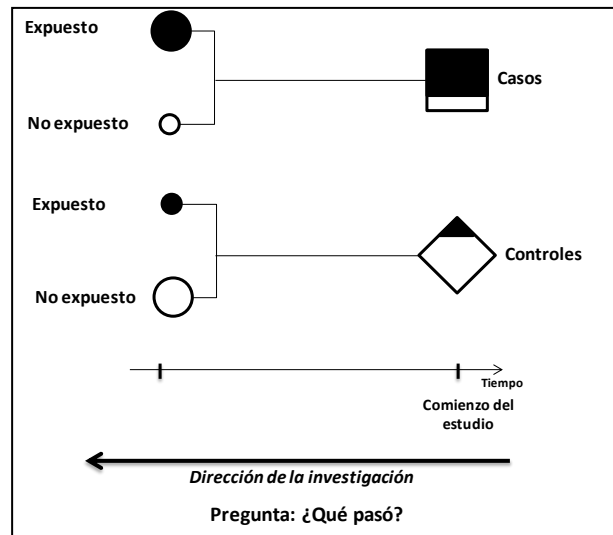 Expuesto
Casos
No expuesto
Expuesto
Controles
No expuesto
Tiempo
Comienzo del
estudio
Dirección de la investigación
Pregunta: ¿Qué pasó?